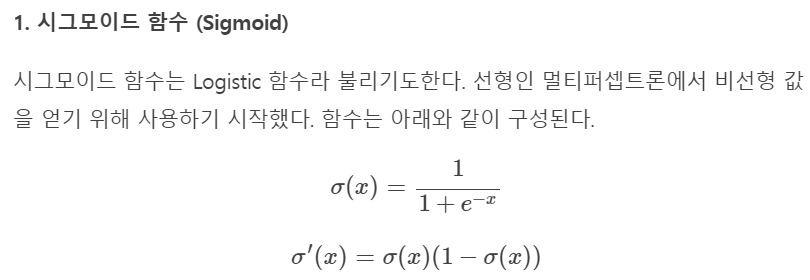 1. 시그모이드 함수 (Sigmoid)
시그모이드 함수는 Logistic 함수라 불리기도한다. 선형인 멀티퍼셉트론에서 비선형 값
을 얻기 위해 사용하기 시작했다. 함수는 아래와 같이 구성된다.
σ(x) = 1 / (1 + e^{-x})
σ′(x) = σ(x)(1 − σ(x))